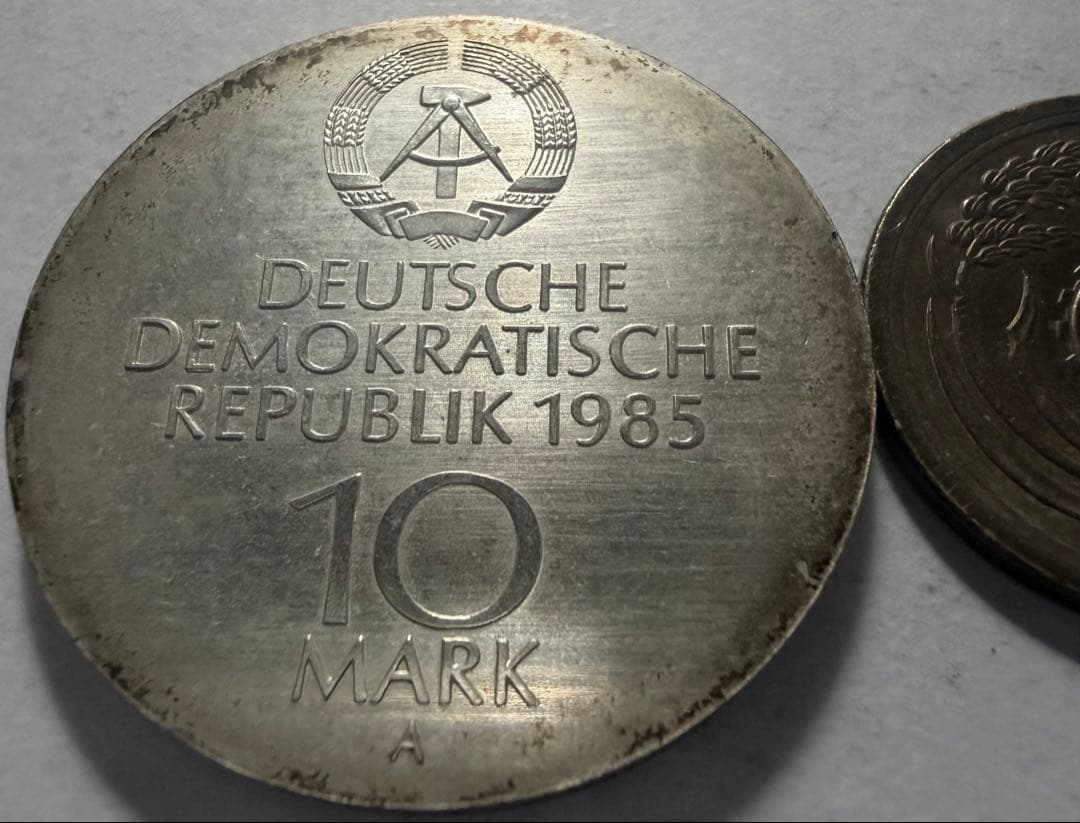 DEUTSCHE
DEMOKRATISCHE
REPUBLIK 1985
10
MARK
A